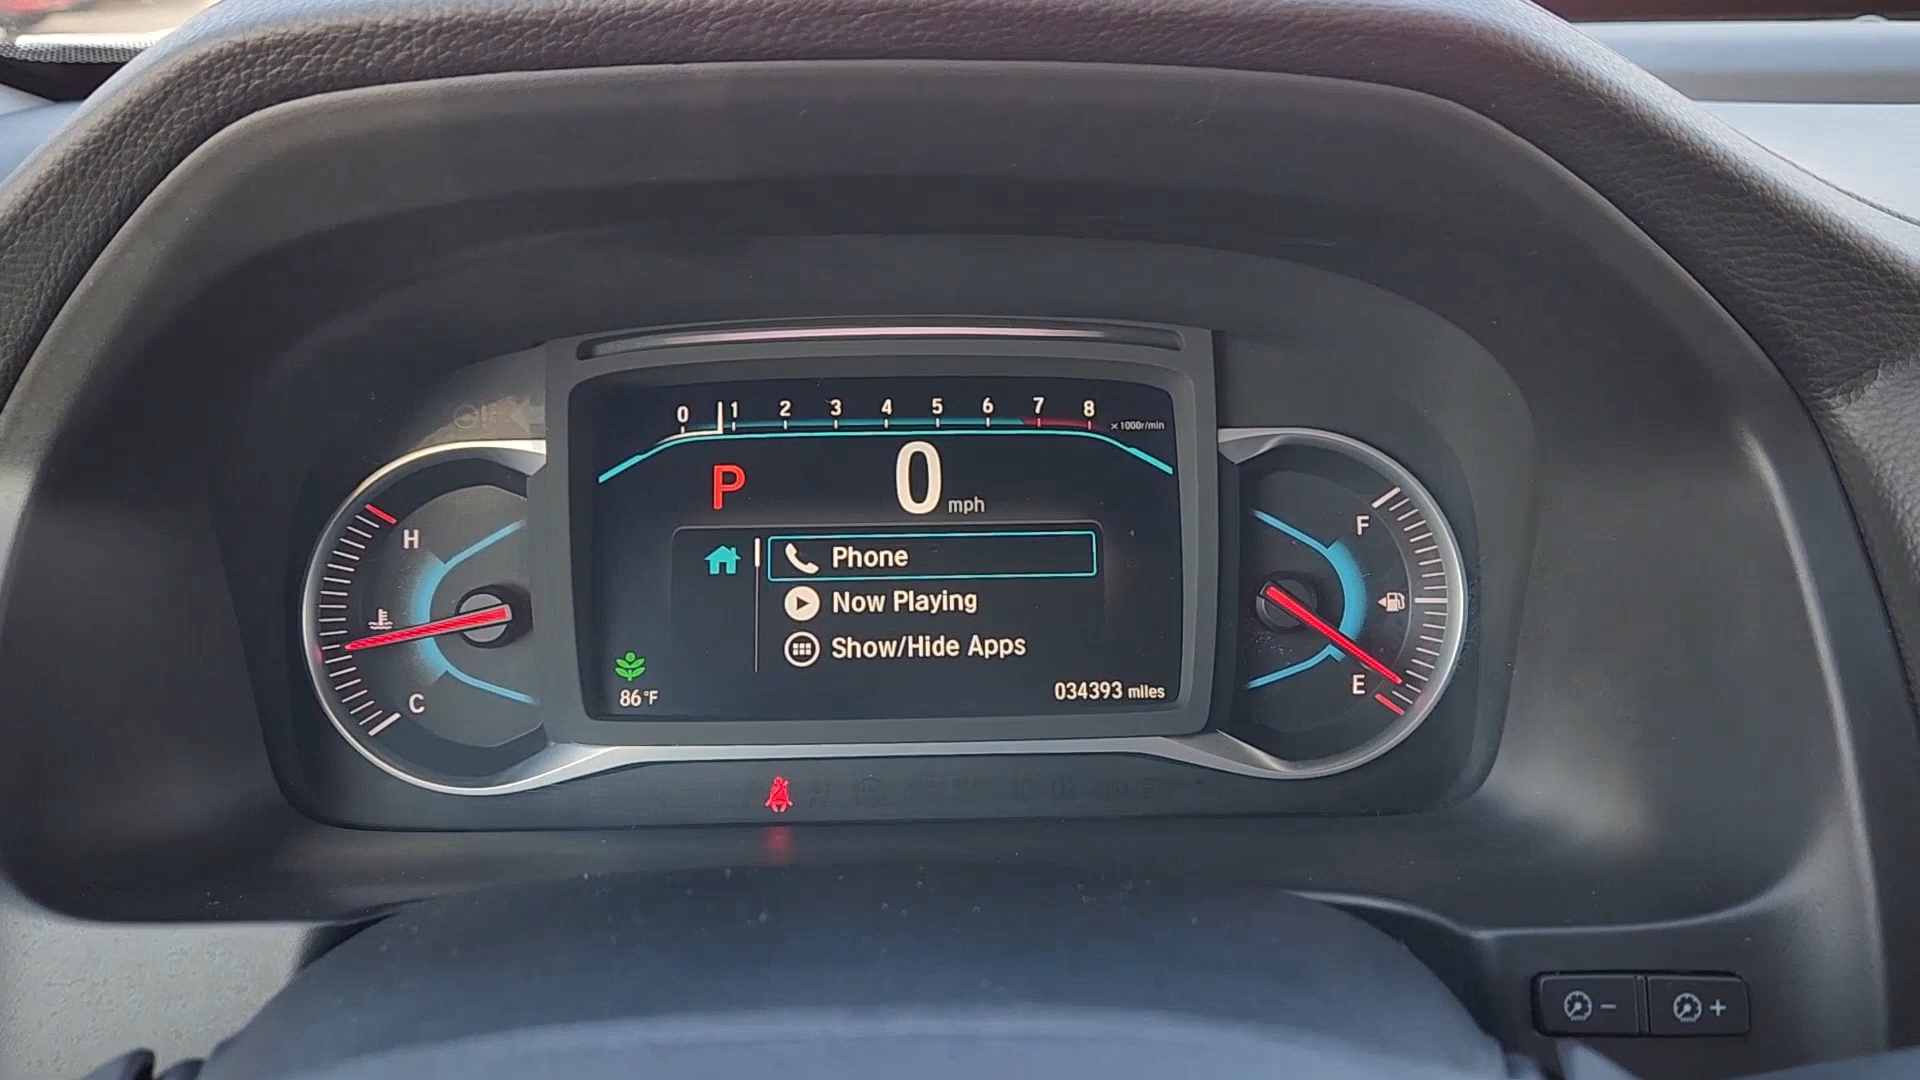 0 1 2 3 4 5 6 7 8
x1000r/min
P 0 mph
H
F
Phone
Now Playing
Show/Hide Apps
C
E
86°F
034393 miles
- +